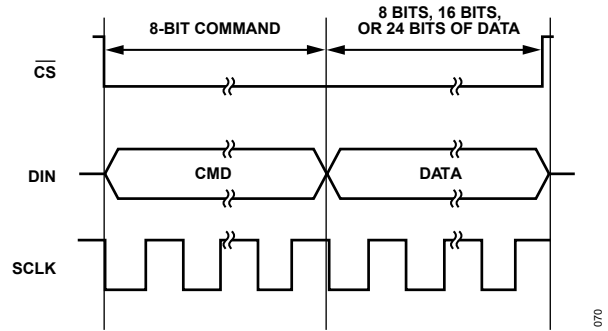 8-BIT COMMAND
8 BITS, 16 BITS,
OR 24 BITS OF DATA
CS
DIN
CMD
DATA
SCLK
070